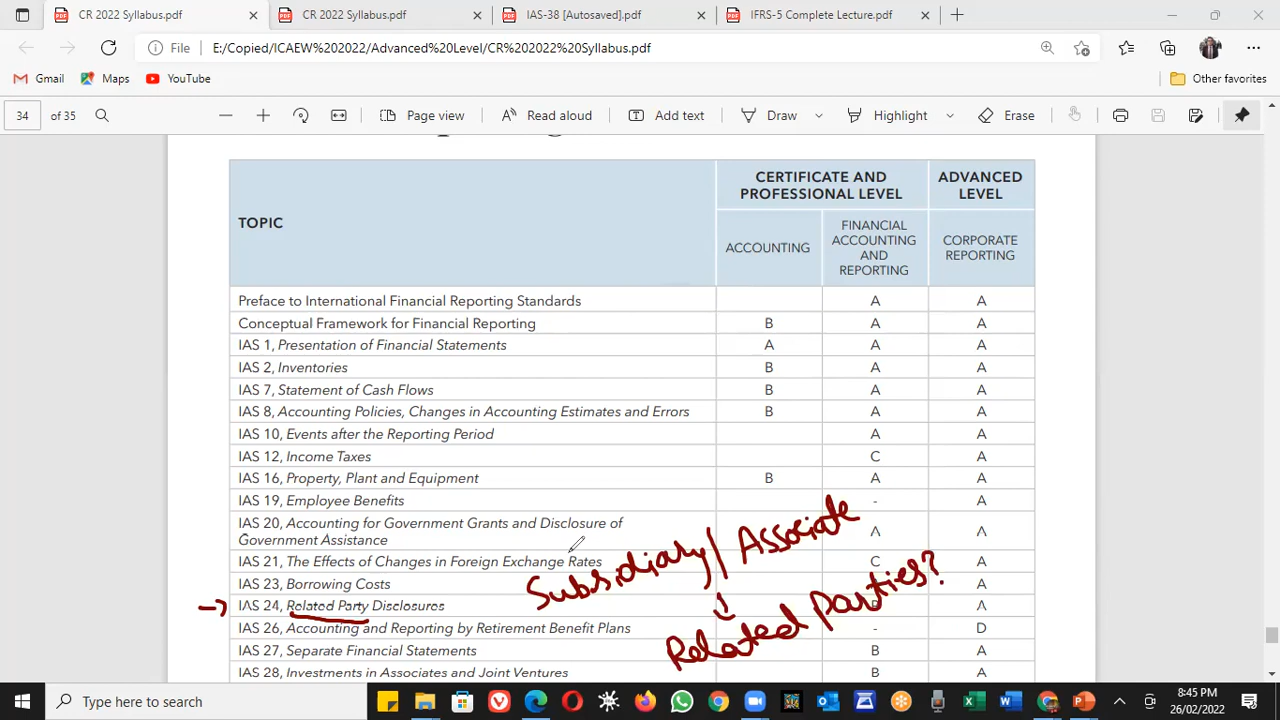 CR 2022 Syllabus.pdf
CR 2022 Syllabus.pdf
IAS-38 [Autosaved].pdf
IFRS-5 Complete Lecture.pdf
File E:/Copied/ICAEW%202022/Advanced%20Level/CR%202022%20Syllabus.pdf
Gmail Maps YouTube Other favorites
34 of 35 Page view Read aloud Add text Draw Highlight Erase
TOPIC
CERTIFICATE AND PROFESSIONAL LEVEL
ADVANCED LEVEL
ACCOUNTING
FINANCIAL ACCOUNTING AND REPORTING
CORPORATE REPORTING
Preface to International Financial Reporting Standards A A
Conceptual Framework for Financial Reporting B A A
IAS 1, Presentation of Financial Statements A A A
IAS 2, Inventories B A A
IAS 7, Statement of Cash Flows B A A
IAS 8, Accounting Policies, Changes in Accounting Estimates and Errors B A A
IAS 10, Events after the Reporting Period A A
IAS 12, Income Taxes C A
IAS 16, Property, Plant and Equipment B A A
IAS 19, Employee Benefits - A
IAS 20, Accounting for Government Grants and Disclosure of
Government Assistance A A
IAS 21, The Effects of Changes in Foreign Exchange Rates C A
IAS 23, Borrowing Costs A
IAS 24, Related Party Disclosures A
IAS 26, Accounting and Reporting by Retirement Benefit Plans - D
IAS 27, Separate Financial Statements B A
IAS 28, Investments in Associates and Joint Ventures B A
Subsidiary/ Associate
Related parties?
Type here to search
8:45 PM
26/02/2022